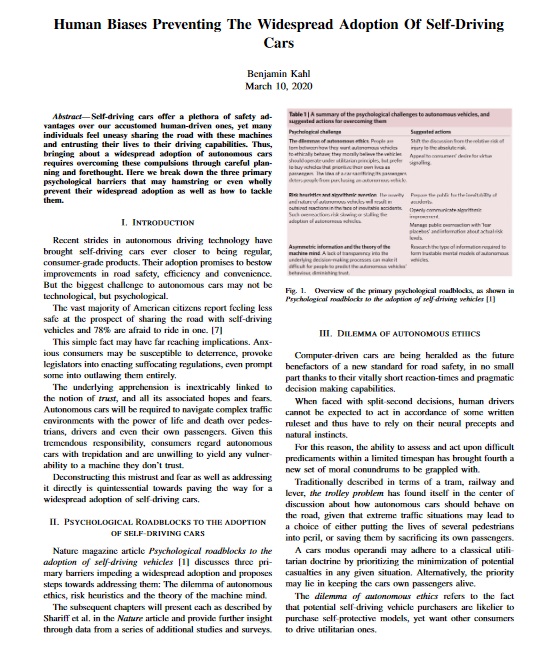 Human Biases Preventing The Widespread Adoption Of Self-Driving
Cars
Benjamin Kahl
March 10, 2020
Abstract—Self-driving cars offer a plethora of safety ad-
vantages over our accustomed human-driven ones, yet many
individuals feel uneasy sharing the road with these machines
and entrusting their lives to their driving capabilities. Thus,
bringing about a widespread adoption of autonomous cars
requires overcoming these compulsions through careful plan-
ning and forethought. Here we break down the three primary
psychological barriers that may hamstring or even wholly
prevent their widespread adoption as well as how to tackle
them.
I. INTRODUCTION
Recent strides in autonomous driving technology have
brought self-driving cars ever closer to being regular,
consumer-grade products. Their adoption promises to bestow
improvements in road safety, efficiency and convenience.
But the biggest challenge to autonomous cars may not be
technological, but psychological.
The vast majority of American citizens report feeling less
safe at the prospect of sharing the road with self-driving
vehicles and 78% are afraid to ride in one. [7]
This simple fact may have far reaching implications. Anx-
ious consumers may be susceptible to deterrence, provoke
legislators into enacting suffocating regulations, even prompt
some into outlawing them entirely.
The underlying apprehension is inextricably linked to
the notion of trust, and all its associated hopes and fears.
Autonomous cars will be required to navigate complex traffic
environments with the power of life and death over pedes-
trians, drivers and even their own passengers. Given this
tremendous responsibility, consumers regard autonomous
cars with trepidation and are unwilling to yield any vulner-
ability to a machine they don't trust.
Deconstructing this mistrust and fear as well as addressing
it directly is quintessential towards paving the way for a
widespread adoption of self-driving cars.
II. PSYCHOLOGICAL ROADBLOCKS TO THE ADOPTION
OF SELF-DRIVING CARS
Nature magazine article Psychological roadblocks to the
adoption of self-driving vehicles [1] discusses three pri-
mary barriers impeding a widespread adoption and proposes
steps towards addressing them: The dilemma of autonomous
ethics, risk heuristics and the theory of the machine mind.
The subsequent chapters will present each as described by
Shariff et al. in the Nature article and provide further insight
through data from a series of additional studies and surveys.
Table 1 | A summary of the psychological challenges to autonomous vehicles, and
suggested actions for overcoming them
Psychological challenge
Suggested actions
The dilemmas of autonomous ethics. People are
torn between how they want autonomous vehicles
to ethically behave; they morally believe the vehicles
should operate under utilitarian principles, but prefer
to buy vehicles that prioritize their own lives as
passengers. The idea of a car sacrificing its passengers
deters people from purchasing an autonomous vehicle.
Shift the discussion from the relative risk of
injury to the absolute risk.
Appeal to consumers' desire for virtue
signalling.
Risk heuristics and algorithmic aversion. The novelty
and nature of autonomous vehicles will result in
outsized reactions in the face of inevitable accidents.
Such overreactions risk slowing or stalling the
adoption of autonomous vehicles.
Prepare the public for the inevitability of
accidents.
Openly communicate algorithmic
improvement.
Manage public overreaction with 'fear
placebos' and information about actual risk
levels.
Asymmetric information and the theory of the
machine mind. A lack of transparency into the
underlying decision-making processes can make it
difficult for people to predict the autonomous vehicles'
behaviour, diminishing trust.
Research the type of information required to
form trustable mental models of autonomous
vehicles.
Fig. 1. Overview of the primary psychological roadblocks, as shown in
Psychological roadblocks to the adoption of self-driving vehicles [1]
III. DILEMMA OF AUTONOMOUS ETHICS
Computer-driven cars are being heralded as the future
benefactors of a new standard for road safety, in no small
part thanks to their vitally short reaction-times and pragmatic
decision making capabilities.
When faced with split-second decisions, human drivers
cannot be expected to act in accordance of some written
ruleset and thus have to rely on their neural precepts and
natural instincts.
For this reason, the ability to assess and act upon difficult
predicaments within a limited timespan has brought fourth a
new set of moral conundrums to be grappled with.
Traditionally described in terms of a tram, railway and
lever, the trolley problem has found itself in the center of
discussion about how autonomous cars should behave on
the road, given that extreme traffic situations may lead to
a choice of either putting the lives of several pedestrians
into peril, or saving them by sacrificing its own passengers.
A cars modus operandi may adhere to a classical utili-
tarian doctrine by prioritizing the minimization of potential
casualties in any given situation. Alternatively, the priority
may lie in keeping the cars own passengers alive.
The dilemma of autonomous ethics refers to the fact
that potential self-driving vehicle purchasers are likelier to
purchase self-protective models, yet want other consumers
to drive utilitarian ones.